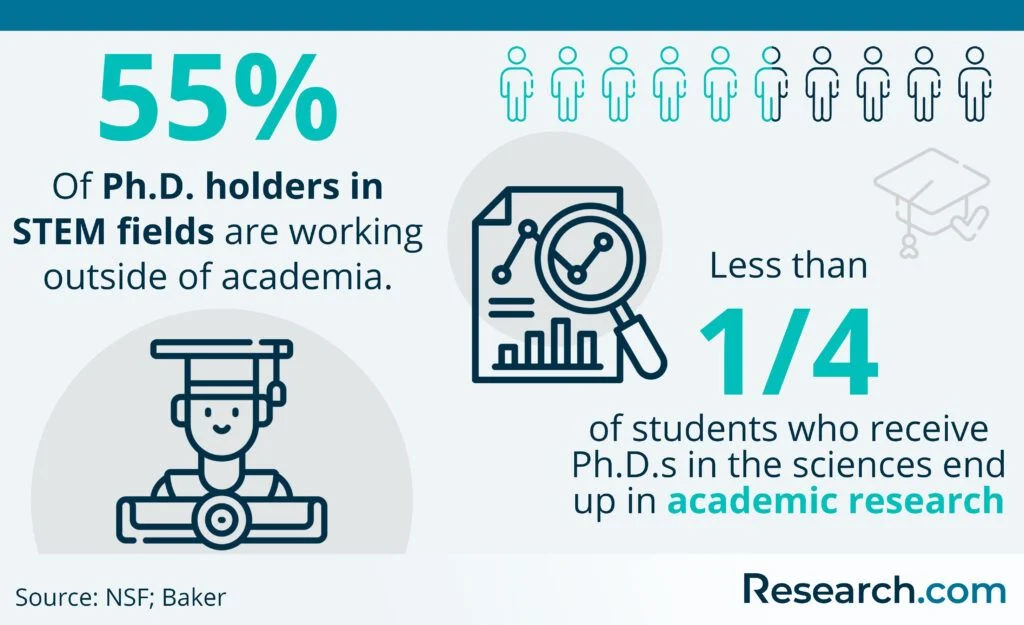 55%
Of Ph.D. holders in
STEM fields are working
outside of academia.
Less than
1/4
of students who receive
Ph.D.s in the sciences end
up in academic research
Source: NSF; Baker
Research.com